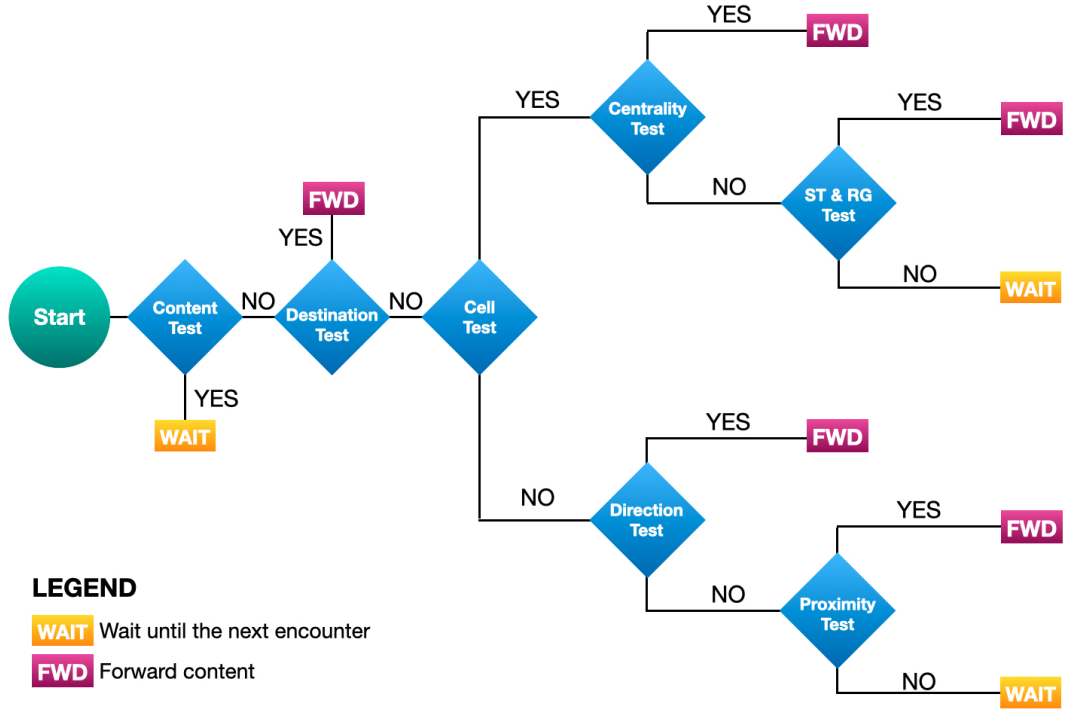 YES
FWD
YES
Centrality
Test
YES
FWD
NO
ST & RG
Test
FWD
YES
NO
WAIT
Start
Content
Test
NO
Destination
Test
NO
Cell
Test
YES
WAIT
YES
FWD
NO
Direction
Test
YES
FWD
NO
Proximity
Test
NO
WAIT
LEGEND
WAIT Wait until the next encounter
FWD Forward content